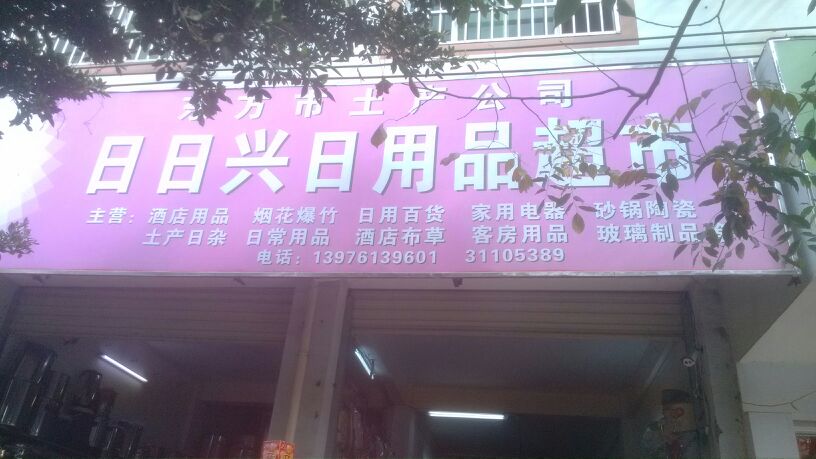 东方市土产公司
日日兴日用品超市
主营：酒店用品 烟花爆竹 日用百货 家用电器 砂锅陶瓷
土产日杂 日常用品 酒店布草 客房用品 玻璃制品
电话：13976139601 31105389